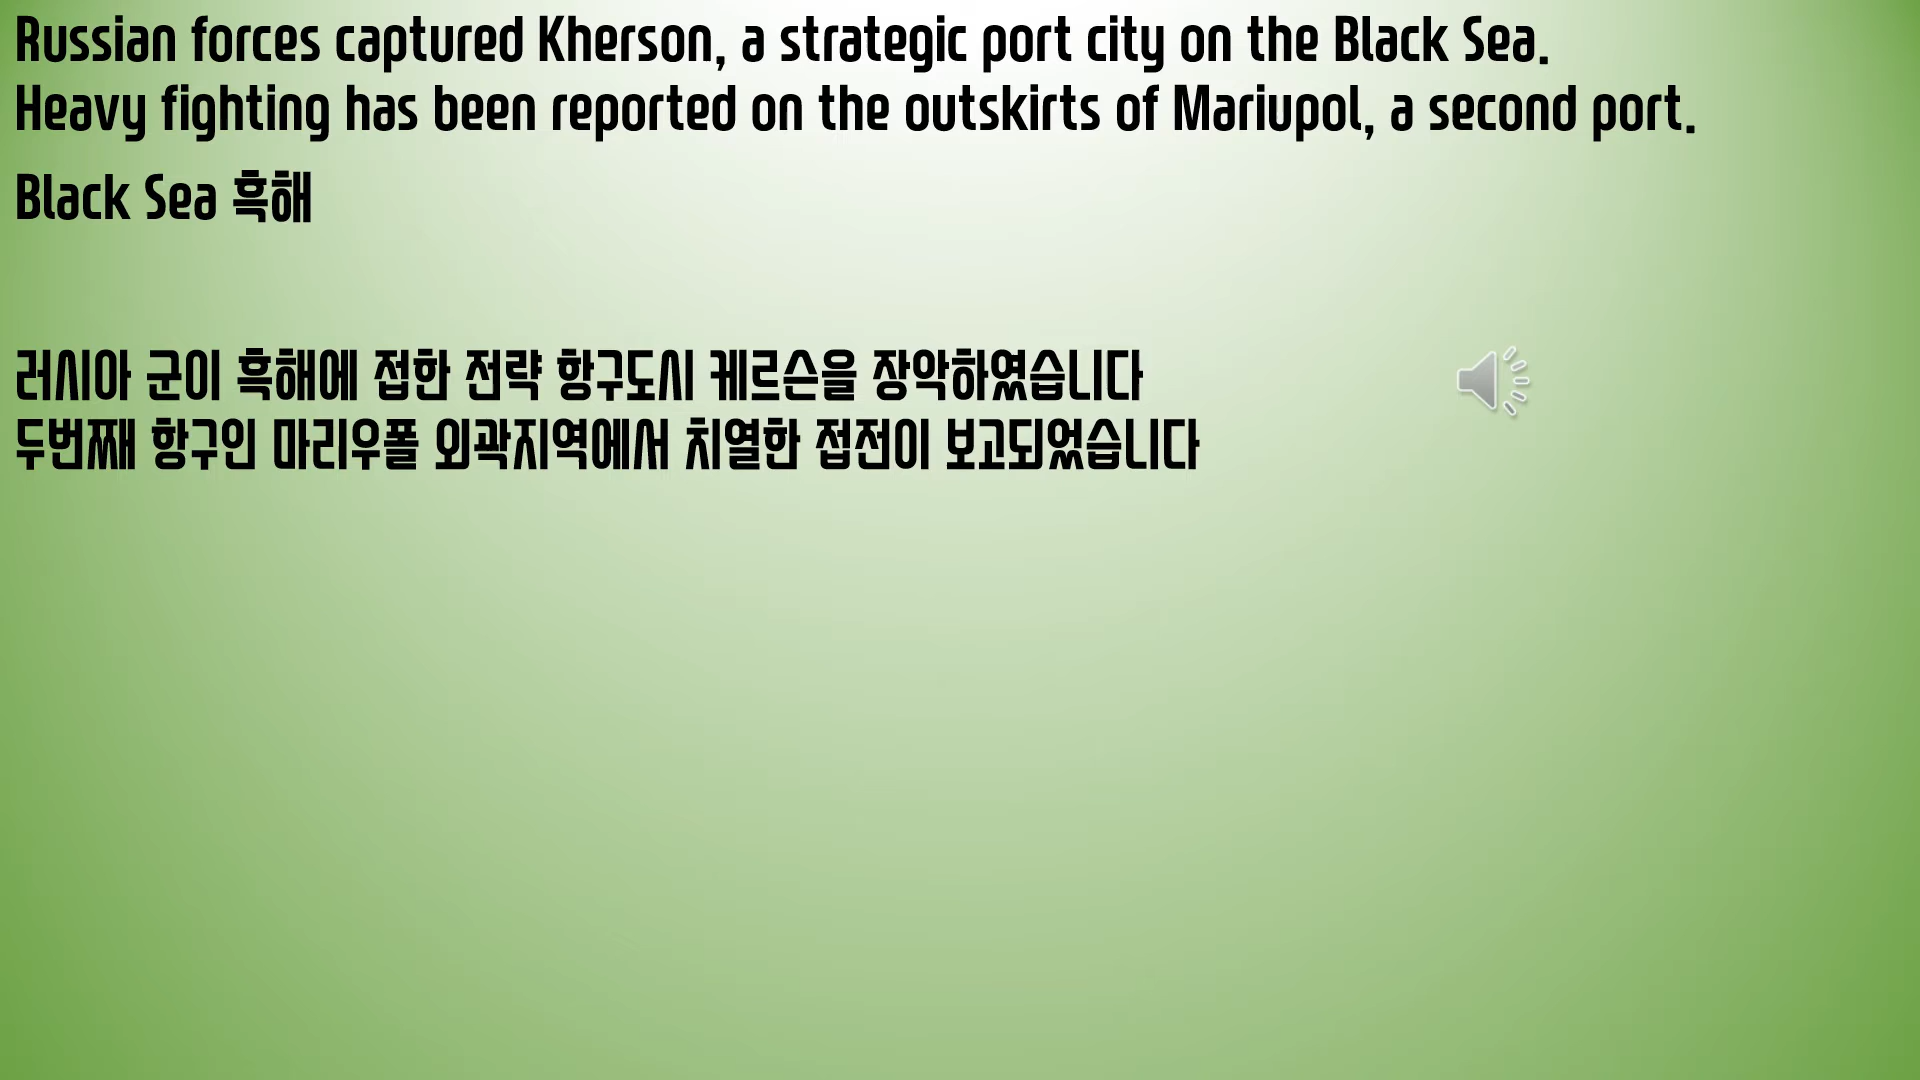 Russian forces captured Kherson, a strategic port city on the Black Sea.
Heavy fighting has been reported on the outskirts of Mariupol, a second port.
Black Sea 흑해
러시아 군이 흑해에 접한 전략 항구도시 케르슨을 장악하였습니다
두번째 항구인 마리우폴 외곽지역에서 치열한 접전이 보고되었습니다